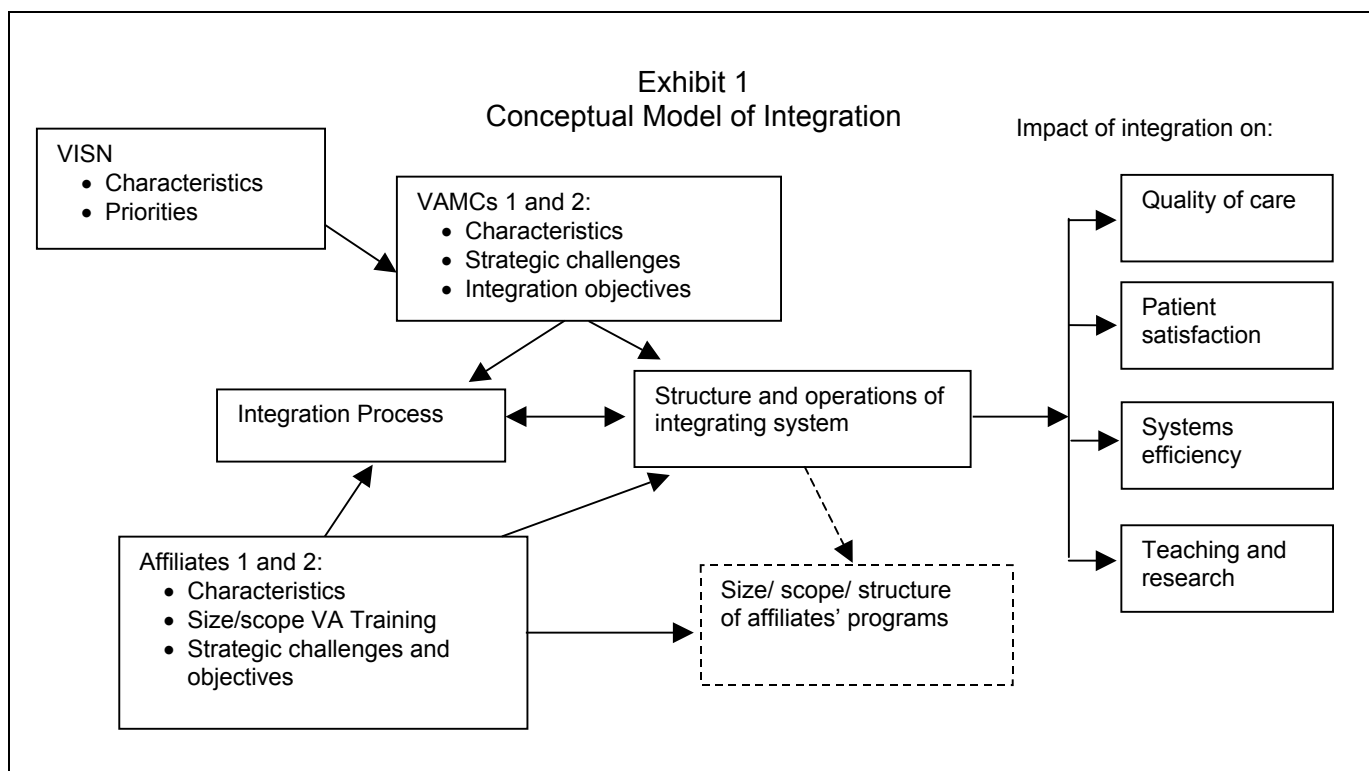 Exhibit 1
Conceptual Model of Integration
Impact of integration on:
VISN
• Characteristics
• Priorities
VAMCs 1 and 2:
• Characteristics
• Strategic challenges
• Integration objectives
Quality of care
Patient
satisfaction
Integration Process
Structure and operations of
integrating system
Systems
efficiency
Affiliates 1 and 2:
• Characteristics
• Size/scope VA Training
• Strategic challenges and
objectives
Size/ scope/ structure
of affiliates’ programs
Teaching and
research